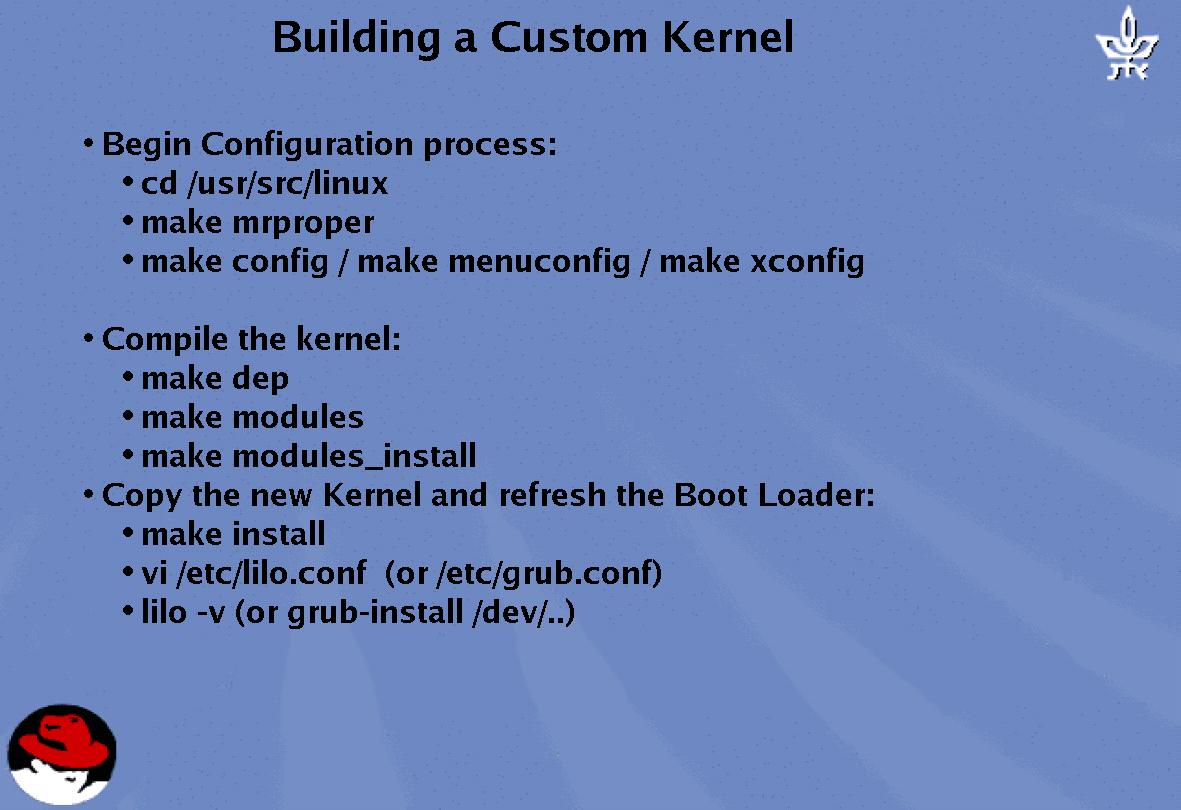 Building a Custom Kernel
• Begin Configuration process:
• cd /usr/src/linux
• make mrproper
• make config / make menuconfig / make xconfig
• Compile the kernel:
• make dep
• make modules
• make modules_install
• Copy the new Kernel and refresh the Boot Loader:
• make install
• vi /etc/lilo.conf  (or /etc/grub.conf)
• lilo -v (or grub-install /dev/..)